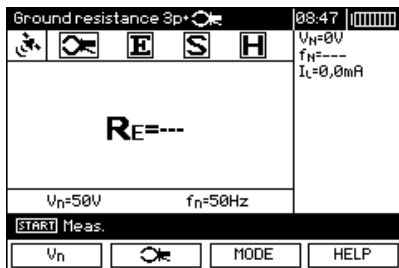 Ground resistance 3p+ 08:47
E S H
VN=0V
fN=---
IL=0,0mA
RE=---
Vn=50V fn=50Hz
START Meas.
Vn MODE HELP